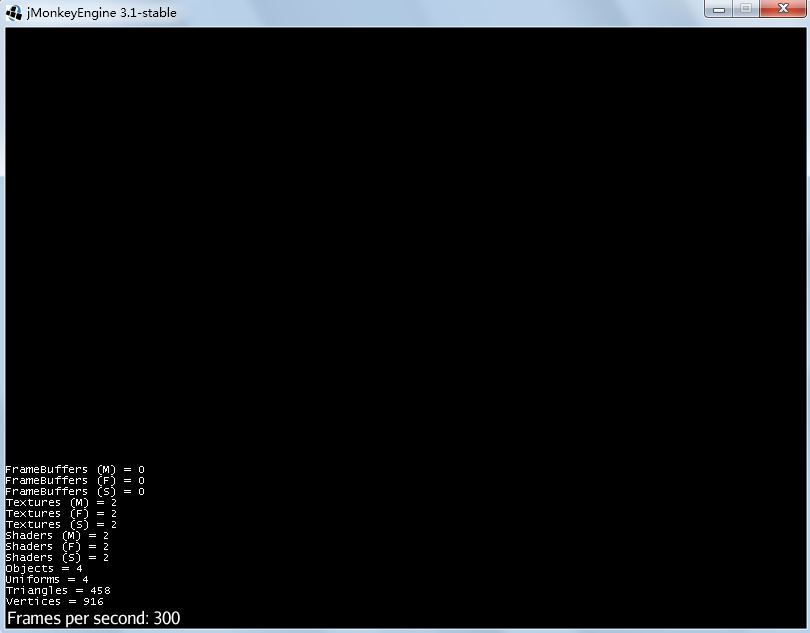 jMonkeyEngine 3.1-stable
FrameBuffers (M) = 0
FrameBuffers (F) = 0
FrameBuffers (S) = 0
Textures (M) = 2
Textures (F) = 2
Textures (S) = 2
Shaders (M) = 2
Shaders (F) = 2
Shaders (S) = 2
Objects = 4
Uniforms = 4
Triangles = 458
Vertices = 916
Frames per second: 300